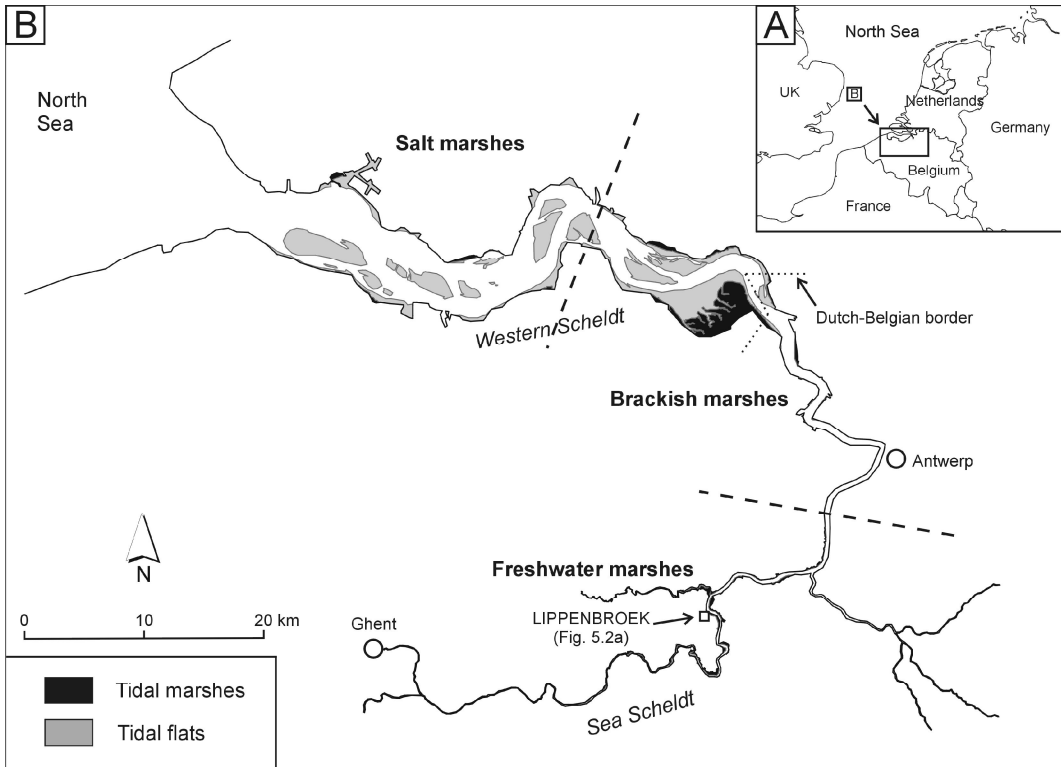 B
North
Sea
Salt marshes
Western Scheldt
Dutch-Belgian border
Brackish marshes
Antwerp
Freshwater marshes
LIPPENBROEK
(Fig. 5.2a)
Ghent
Sea Scheldt
N
0 10 20 km
Tidal marshes
Tidal flats
A
North Sea
UK
B
Netherlands
Germany
Belgium
France